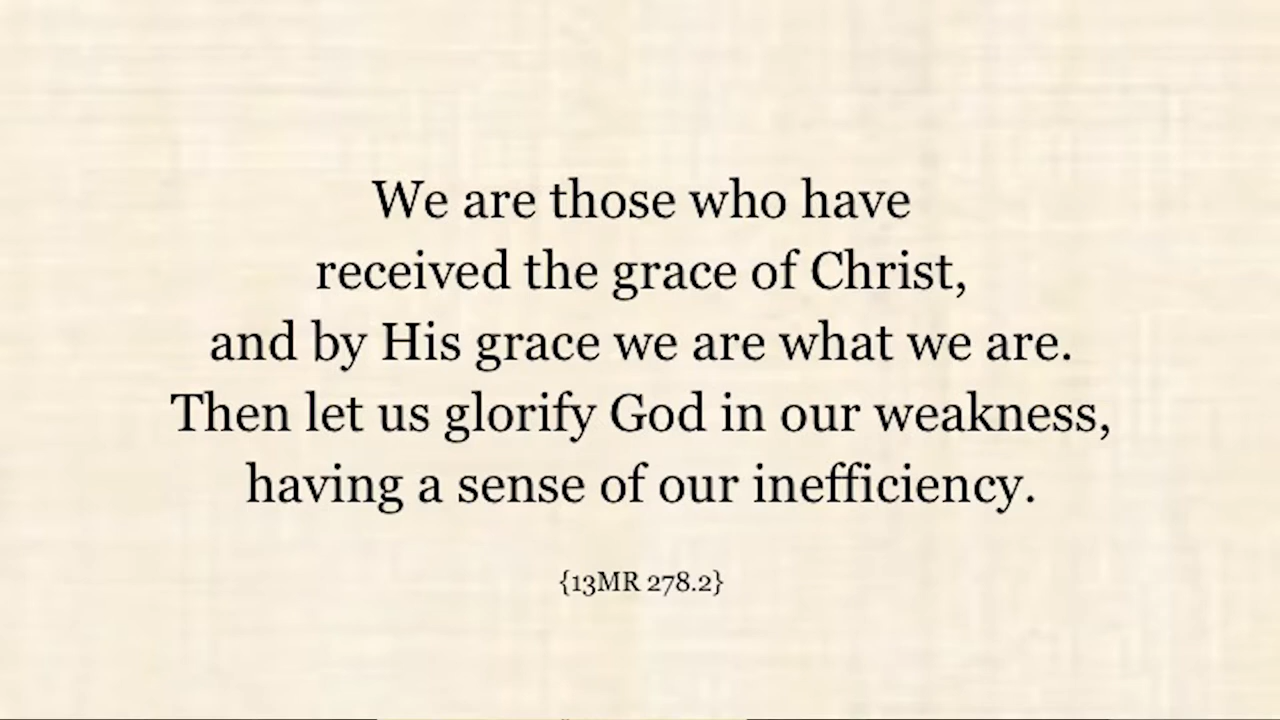 We are those who have
received the grace of Christ,
and by His grace we are what we are.
Then let us glorify God in our weakness,
having a sense of our inefficiency.
{13MR 278.2}